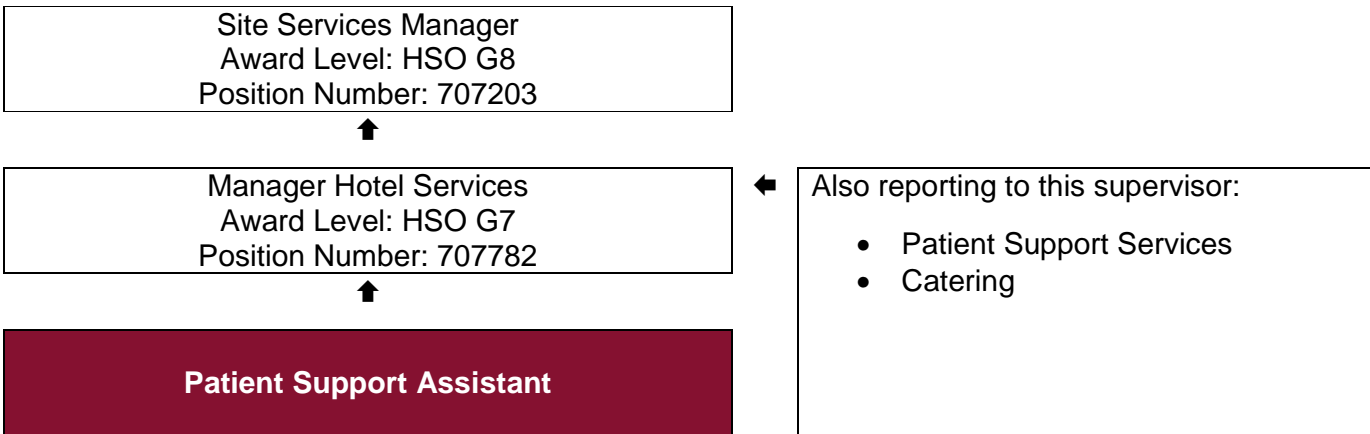 Site Services Manager
Award Level: HSO G8
Position Number: 707203
Manager Hotel Services
Award Level: HSO G7
Position Number: 707782
Also reporting to this supervisor:
• Patient Support Services
• Catering
Patient Support Assistant